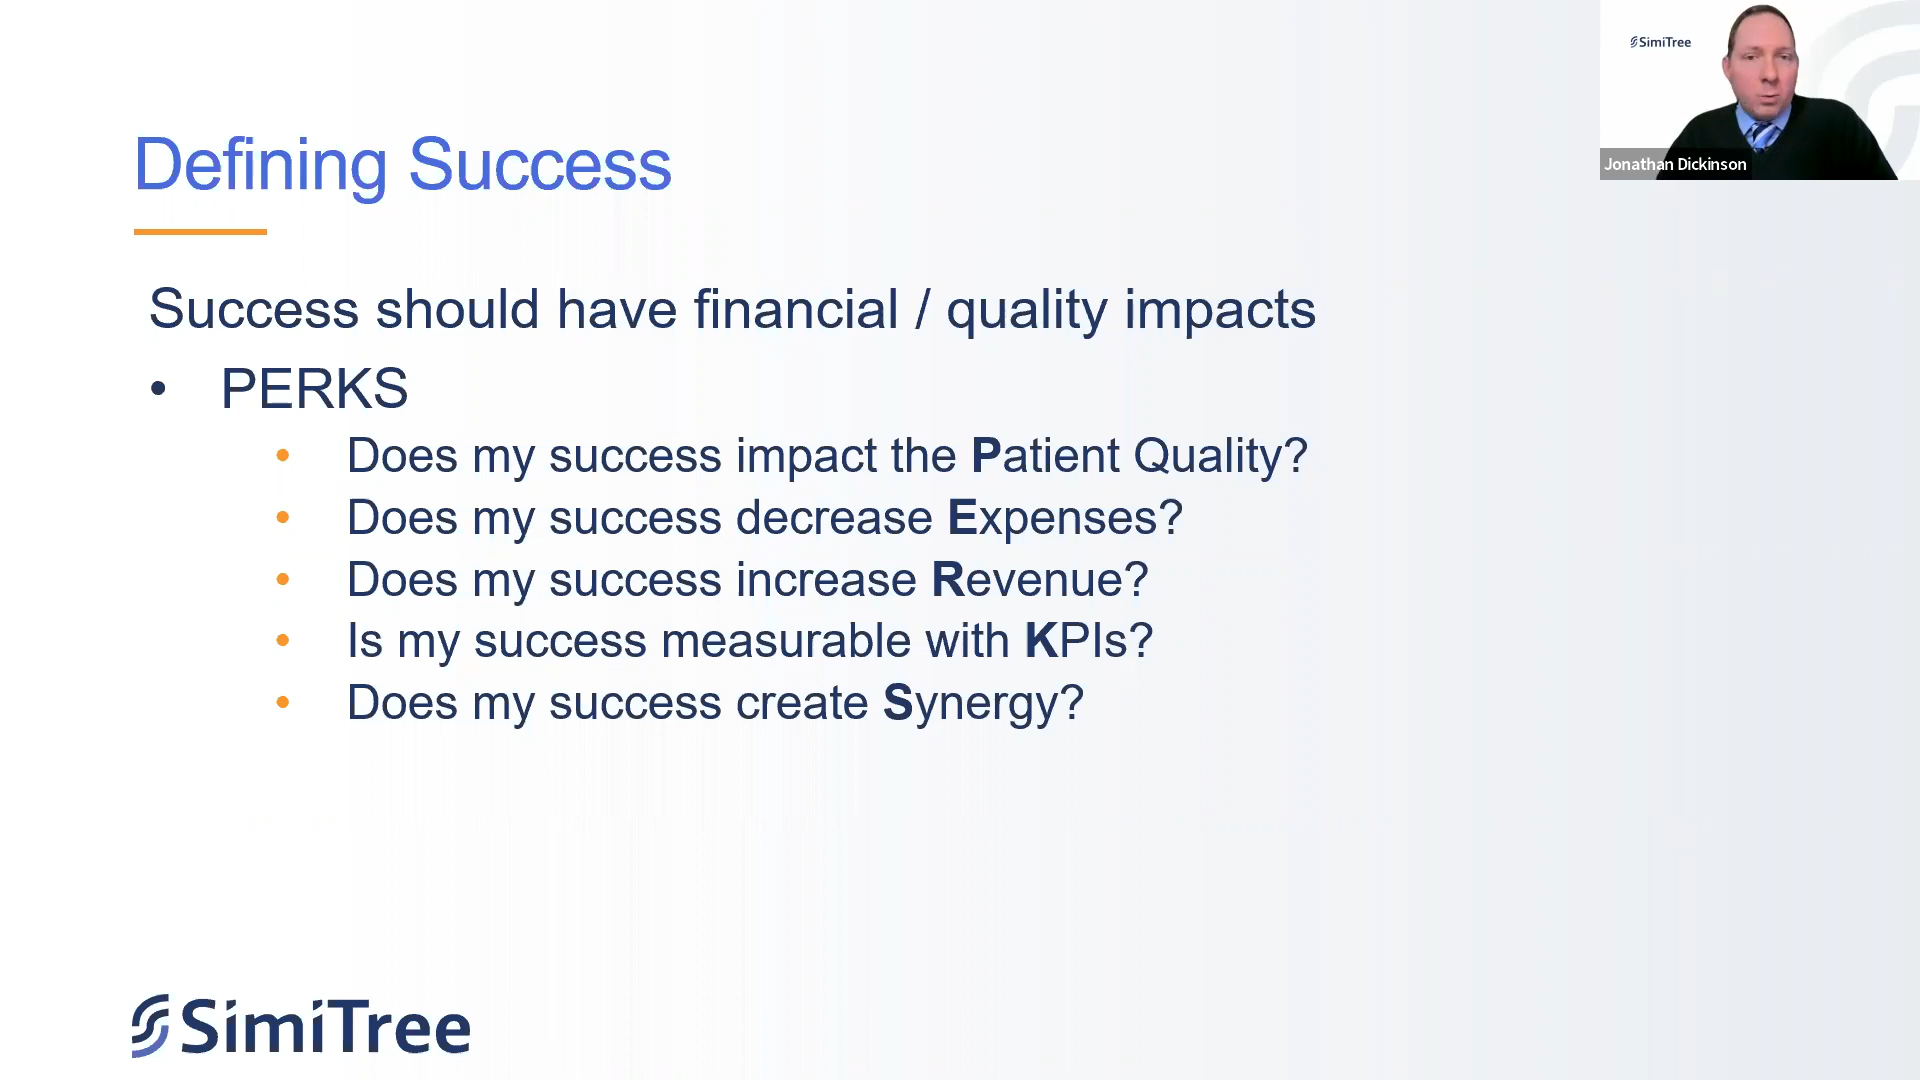 SimiTree
Jonathan Dickinson
Defining Success
Success should have financial / quality impacts
• PERKS
• Does my success impact the Patient Quality?
• Does my success decrease Expenses?
• Does my success increase Revenue?
• Is my success measurable with KPIs?
• Does my success create Synergy?
SimiTree